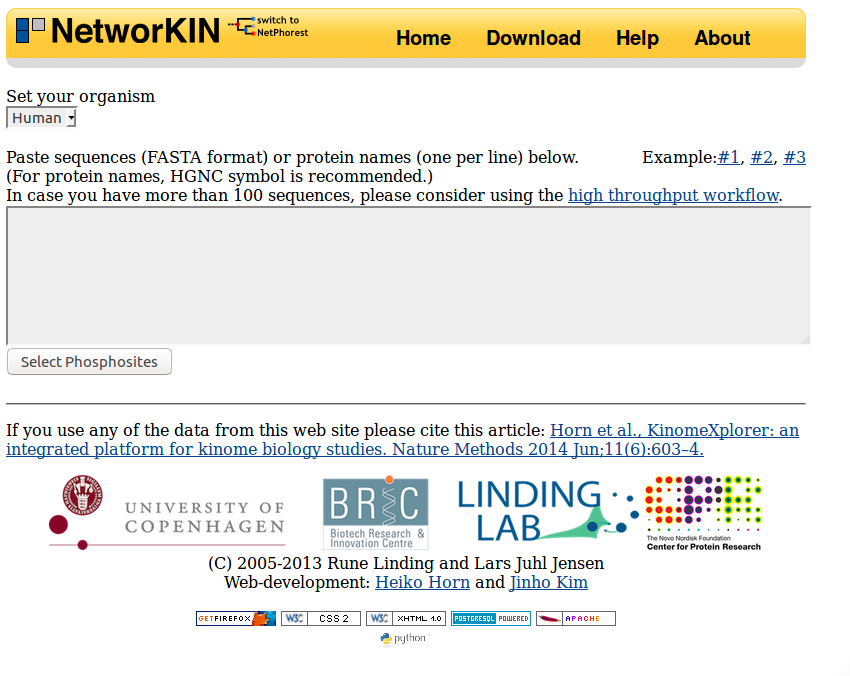 NetworKIN
switch to
NetPhorest
Home Download Help About
Set your organism
Human
Paste sequences (FASTA format) or protein names (one per line) below. Example:#1, #2, #3
(For protein names, HGNC symbol is recommended.)
In case you have more than 100 sequences, please consider using the high throughput workflow.
Select Phosphosites
If you use any of the data from this web site please cite this article: Horn et al., KinomeXplorer: an
integrated platform for kinome biology studies. Nature Methods 2014 Jun;11(6):603–4.
UNIVERSITY OF
COPENHAGEN
BRIC
Biotech Research &
Innovation Centre
LINDING
LAB
CPR
The Novo Nordisk Foundation
Center for Protein Research
(C) 2005-2013 Rune Linding and Lars Juhl Jensen
Web-development: Heiko Horn and Jinho Kim
GETFIREFOX W3C CSS 2 W3C XHTML 1.0 POSTGRESQL POWERED APACHE
python